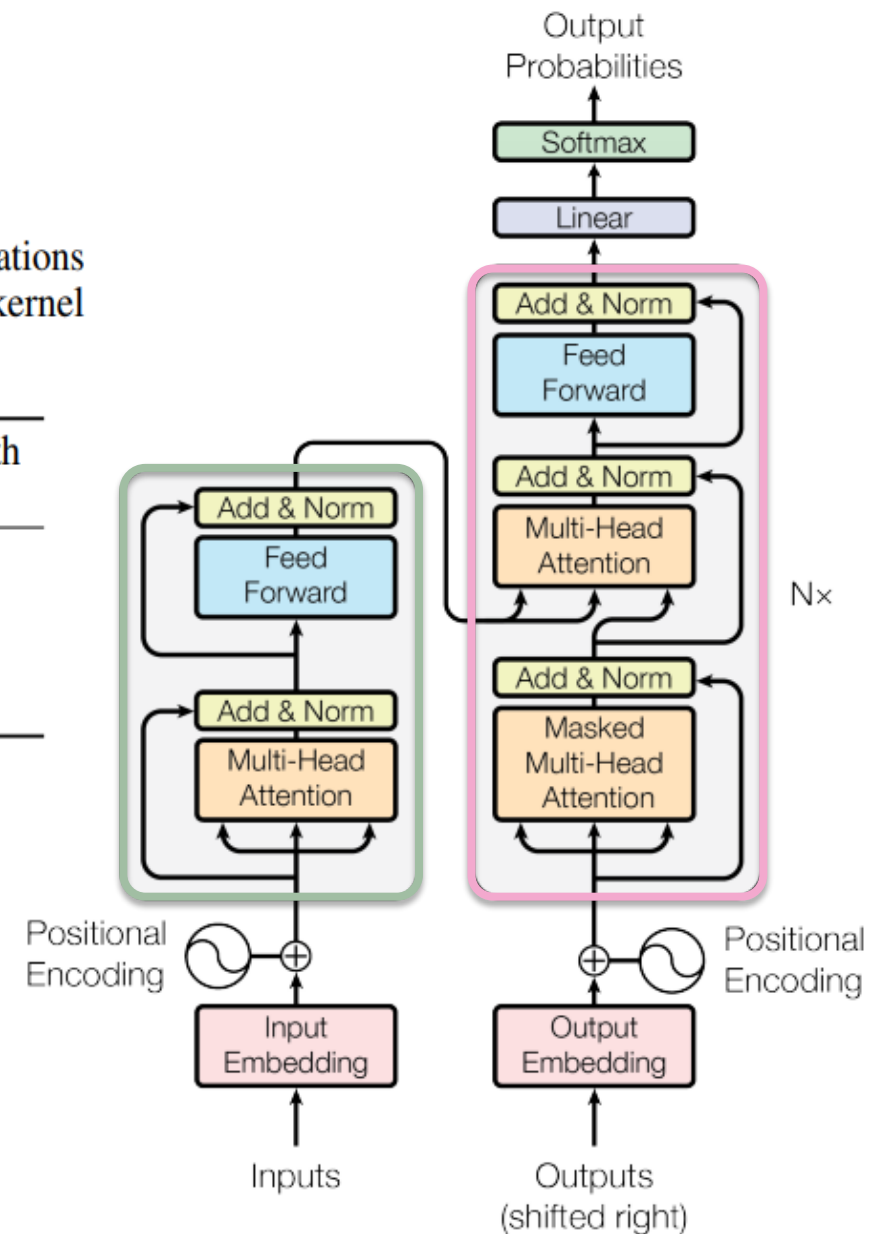 Output
Probabilities
Softmax
Linear
ations
kernel
Add & Norm
Feed
Forward
th
Add & Norm
Multi-Head
Attention
Add & Norm
Feed
Forward
N×
Add & Norm
Masked
Multi-Head
Attention
Add & Norm
Multi-Head
Attention
Positional
Encoding
Positional
Encoding
Input
Embedding
Output
Embedding
Inputs
Outputs
(shifted right)